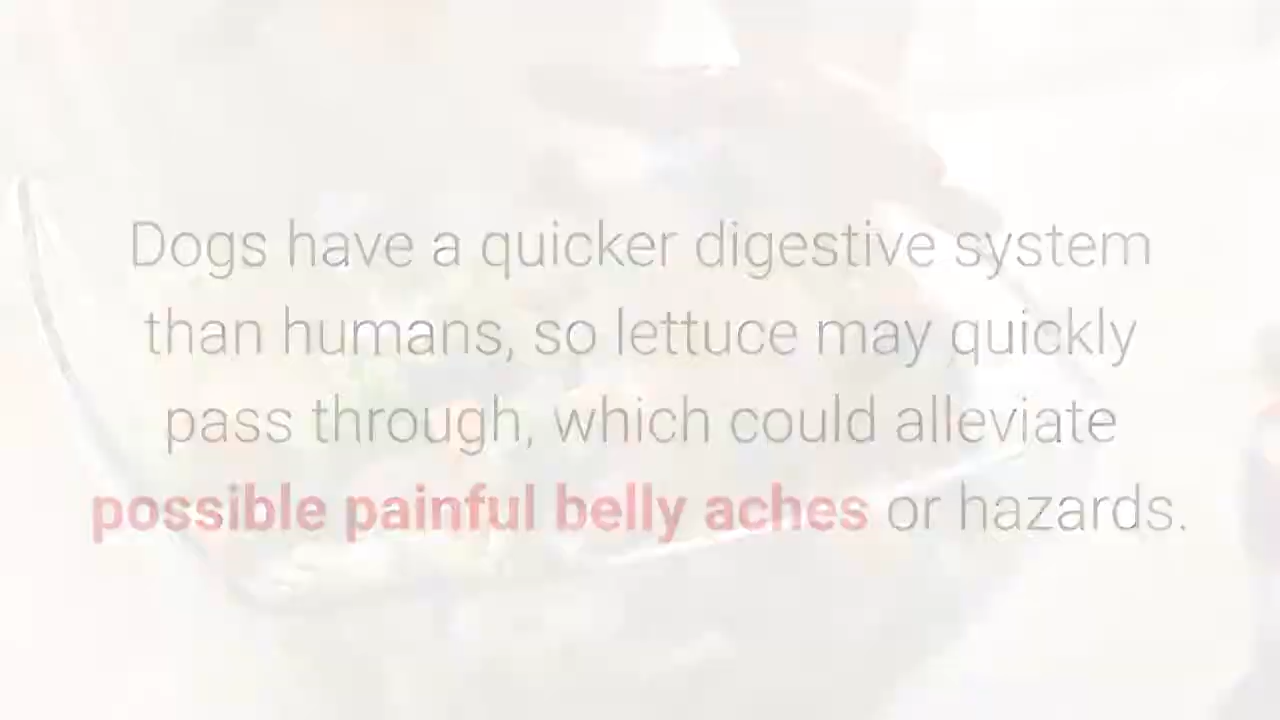 Dogs have a quicker digestive system
than humans, so lettuce may quickly
pass through, which could alleviate
possible painful belly aches or hazards.